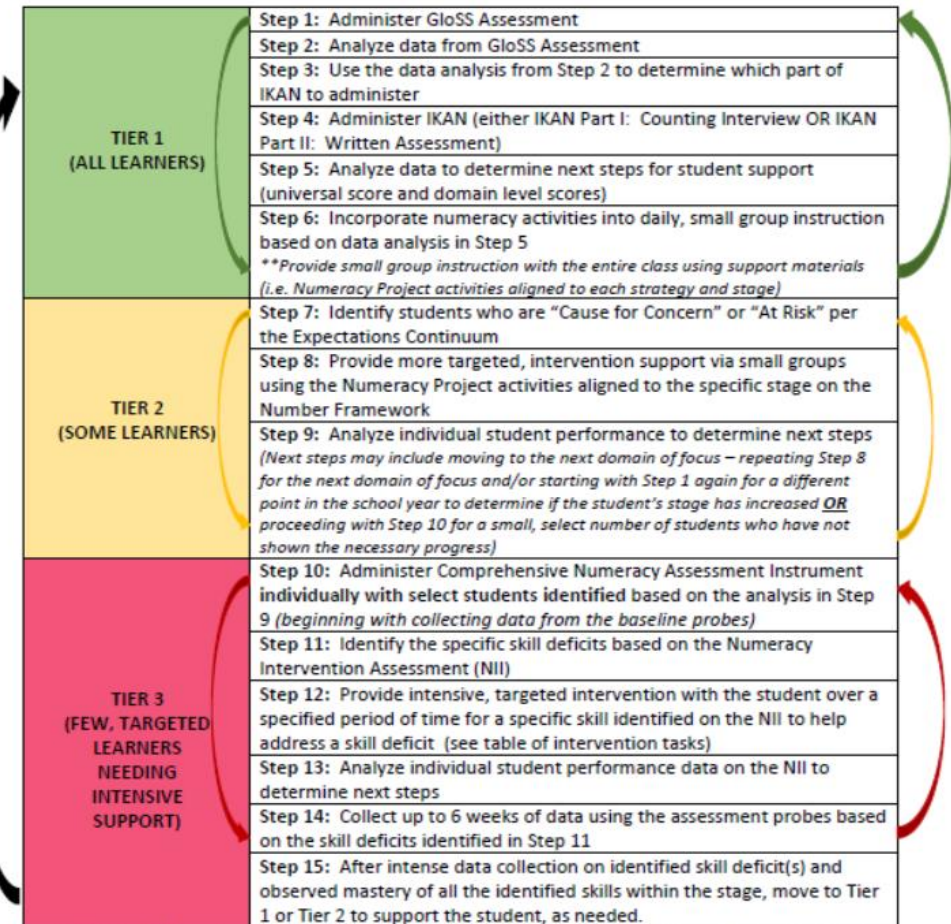 TIER 1
(ALL LEARNERS)
Step 1: Administer GloSS Assessment
Step 2: Analyze data from GloSS Assessment
Step 3: Use the data analysis from Step 2 to determine which part of
IKAN to administer
Step 4: Administer IKAN (either IKAN Part I: Counting Interview OR IKAN
Part II: Written Assessment)
Step 5: Analyze data to determine next steps for student support
(universal score and domain level scores)
Step 6: Incorporate numeracy activities into daily, small group instruction
based on data analysis in Step 5
**Provide small group instruction with the entire class using support materials
(i.e. Numeracy Project activities aligned to each strategy and stage)
TIER 2
(SOME LEARNERS)
Step 7: Identify students who are “Cause for Concern” or “At Risk” per
the Expectations Continuum
Step 8: Provide more targeted, intervention support via small groups
using the Numeracy Project activities aligned to the specific stage on the
Number Framework
Step 9: Analyze individual student performance to determine next steps
(Next steps may include moving to the next domain of focus – repeating Step 8
for the next domain of focus and/or starting with Step 1 again for a different
point in the school year to determine if the student’s stage has increased OR
proceeding with Step 10 for a small, select number of students who have not
shown the necessary progress)
TIER 3
(FEW, TARGETED
LEARNERS
NEEDING
INTENSIVE
SUPPORT)
Step 10: Administer Comprehensive Numeracy Assessment Instrument
individually with select students identified based on the analysis in Step
9 (beginning with collecting data from the baseline probes)
Step 11: Identify the specific skill deficits based on the Numeracy
Intervention Assessment (NII)
Step 12: Provide intensive, targeted intervention with the student over a
specified period of time for a specific skill identified on the NII to help
address a skill deficit (see table of intervention tasks)
Step 13: Analyze individual student performance data on the NII to
determine next steps
Step 14: Collect up to 6 weeks of data using the assessment probes based
on the skill deficits identified in Step 11
Step 15: After intense data collection on identified skill deficit(s) and
observed mastery of all the identified skills within the stage, move to Tier
1 or Tier 2 to support the student, as needed.